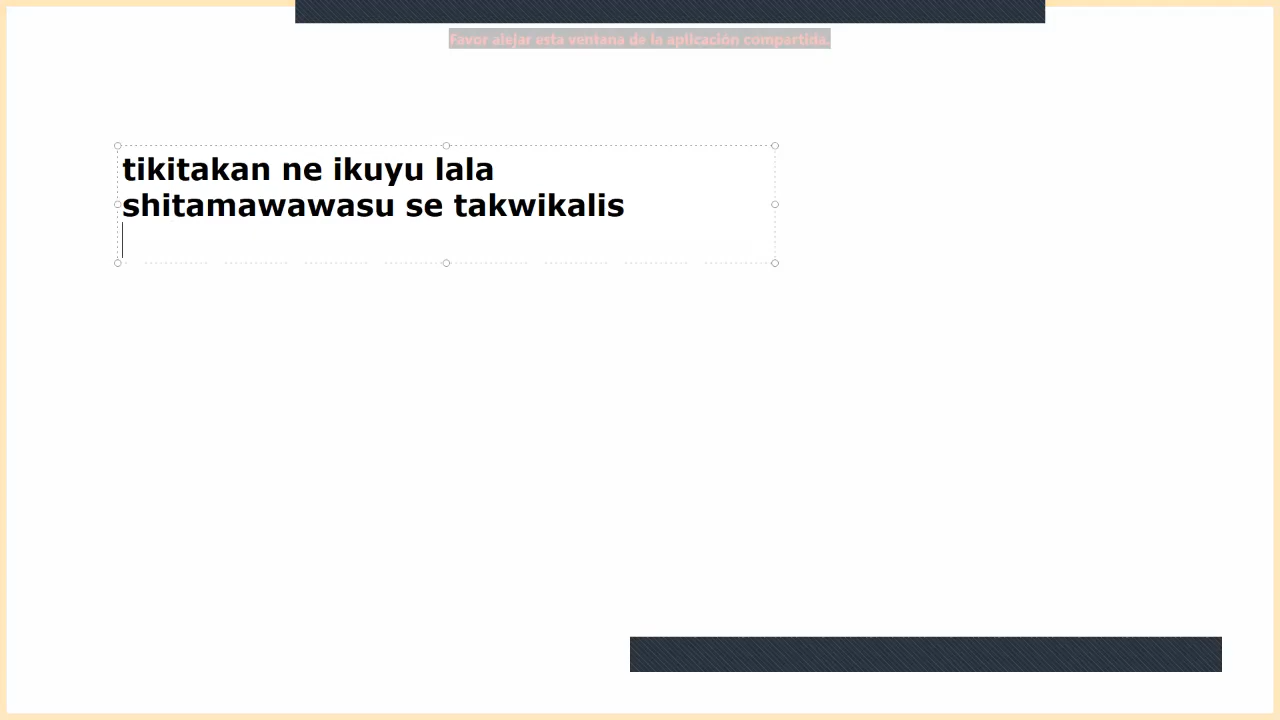 Favor alejar esta ventana de la aplicación compartida.
tikitakan ne ikuyu lala
shitamawawasu se takwikalis